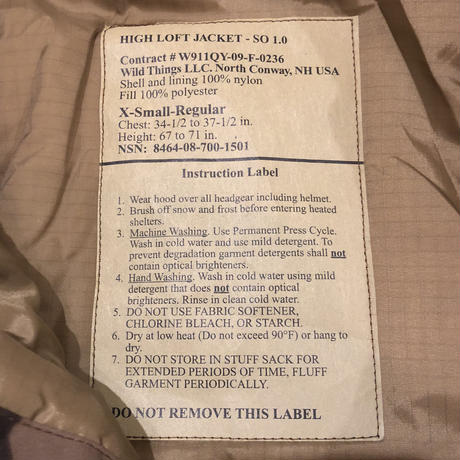 HIGH LOFT JACKET - SO 1.0
Contract # W911QY-09-F-0236
Wild Things LLC. North Conway, NH USA
Shell and lining 100% nylon
Fill 100% polyester
X-Small-Regular
Chest: 34-1/2 to 37-1/2 in.
Height: 67 to 71 in.
NSN: 8464-08-700-1501
Instruction Label
1. Wear hood over all headgear including helmet.
2. Brush off snow and frost before entering heated
shelters.
3. Machine Washing. Use Permanent Press Cycle.
Wash in cold water and use mild detergent. To
prevent degradation garment detergents shall not
contain optical brighteners.
4. Hand Washing. Wash in cold water using mild
detergent that does not contain optical
brighteners. Rinse in clean cold water.
5. DO NOT USE FABRIC SOFTENER,
CHLORINE BLEACH, OR STARCH.
6. Dry at low heat (Do not exceed 90°F) or hang to
dry.
7. DO NOT STORE IN STUFF SACK FOR
EXTENDED PERIODS OF TIME, FLUFF
GARMENT PERIODICALLY.
DO NOT REMOVE THIS LABEL